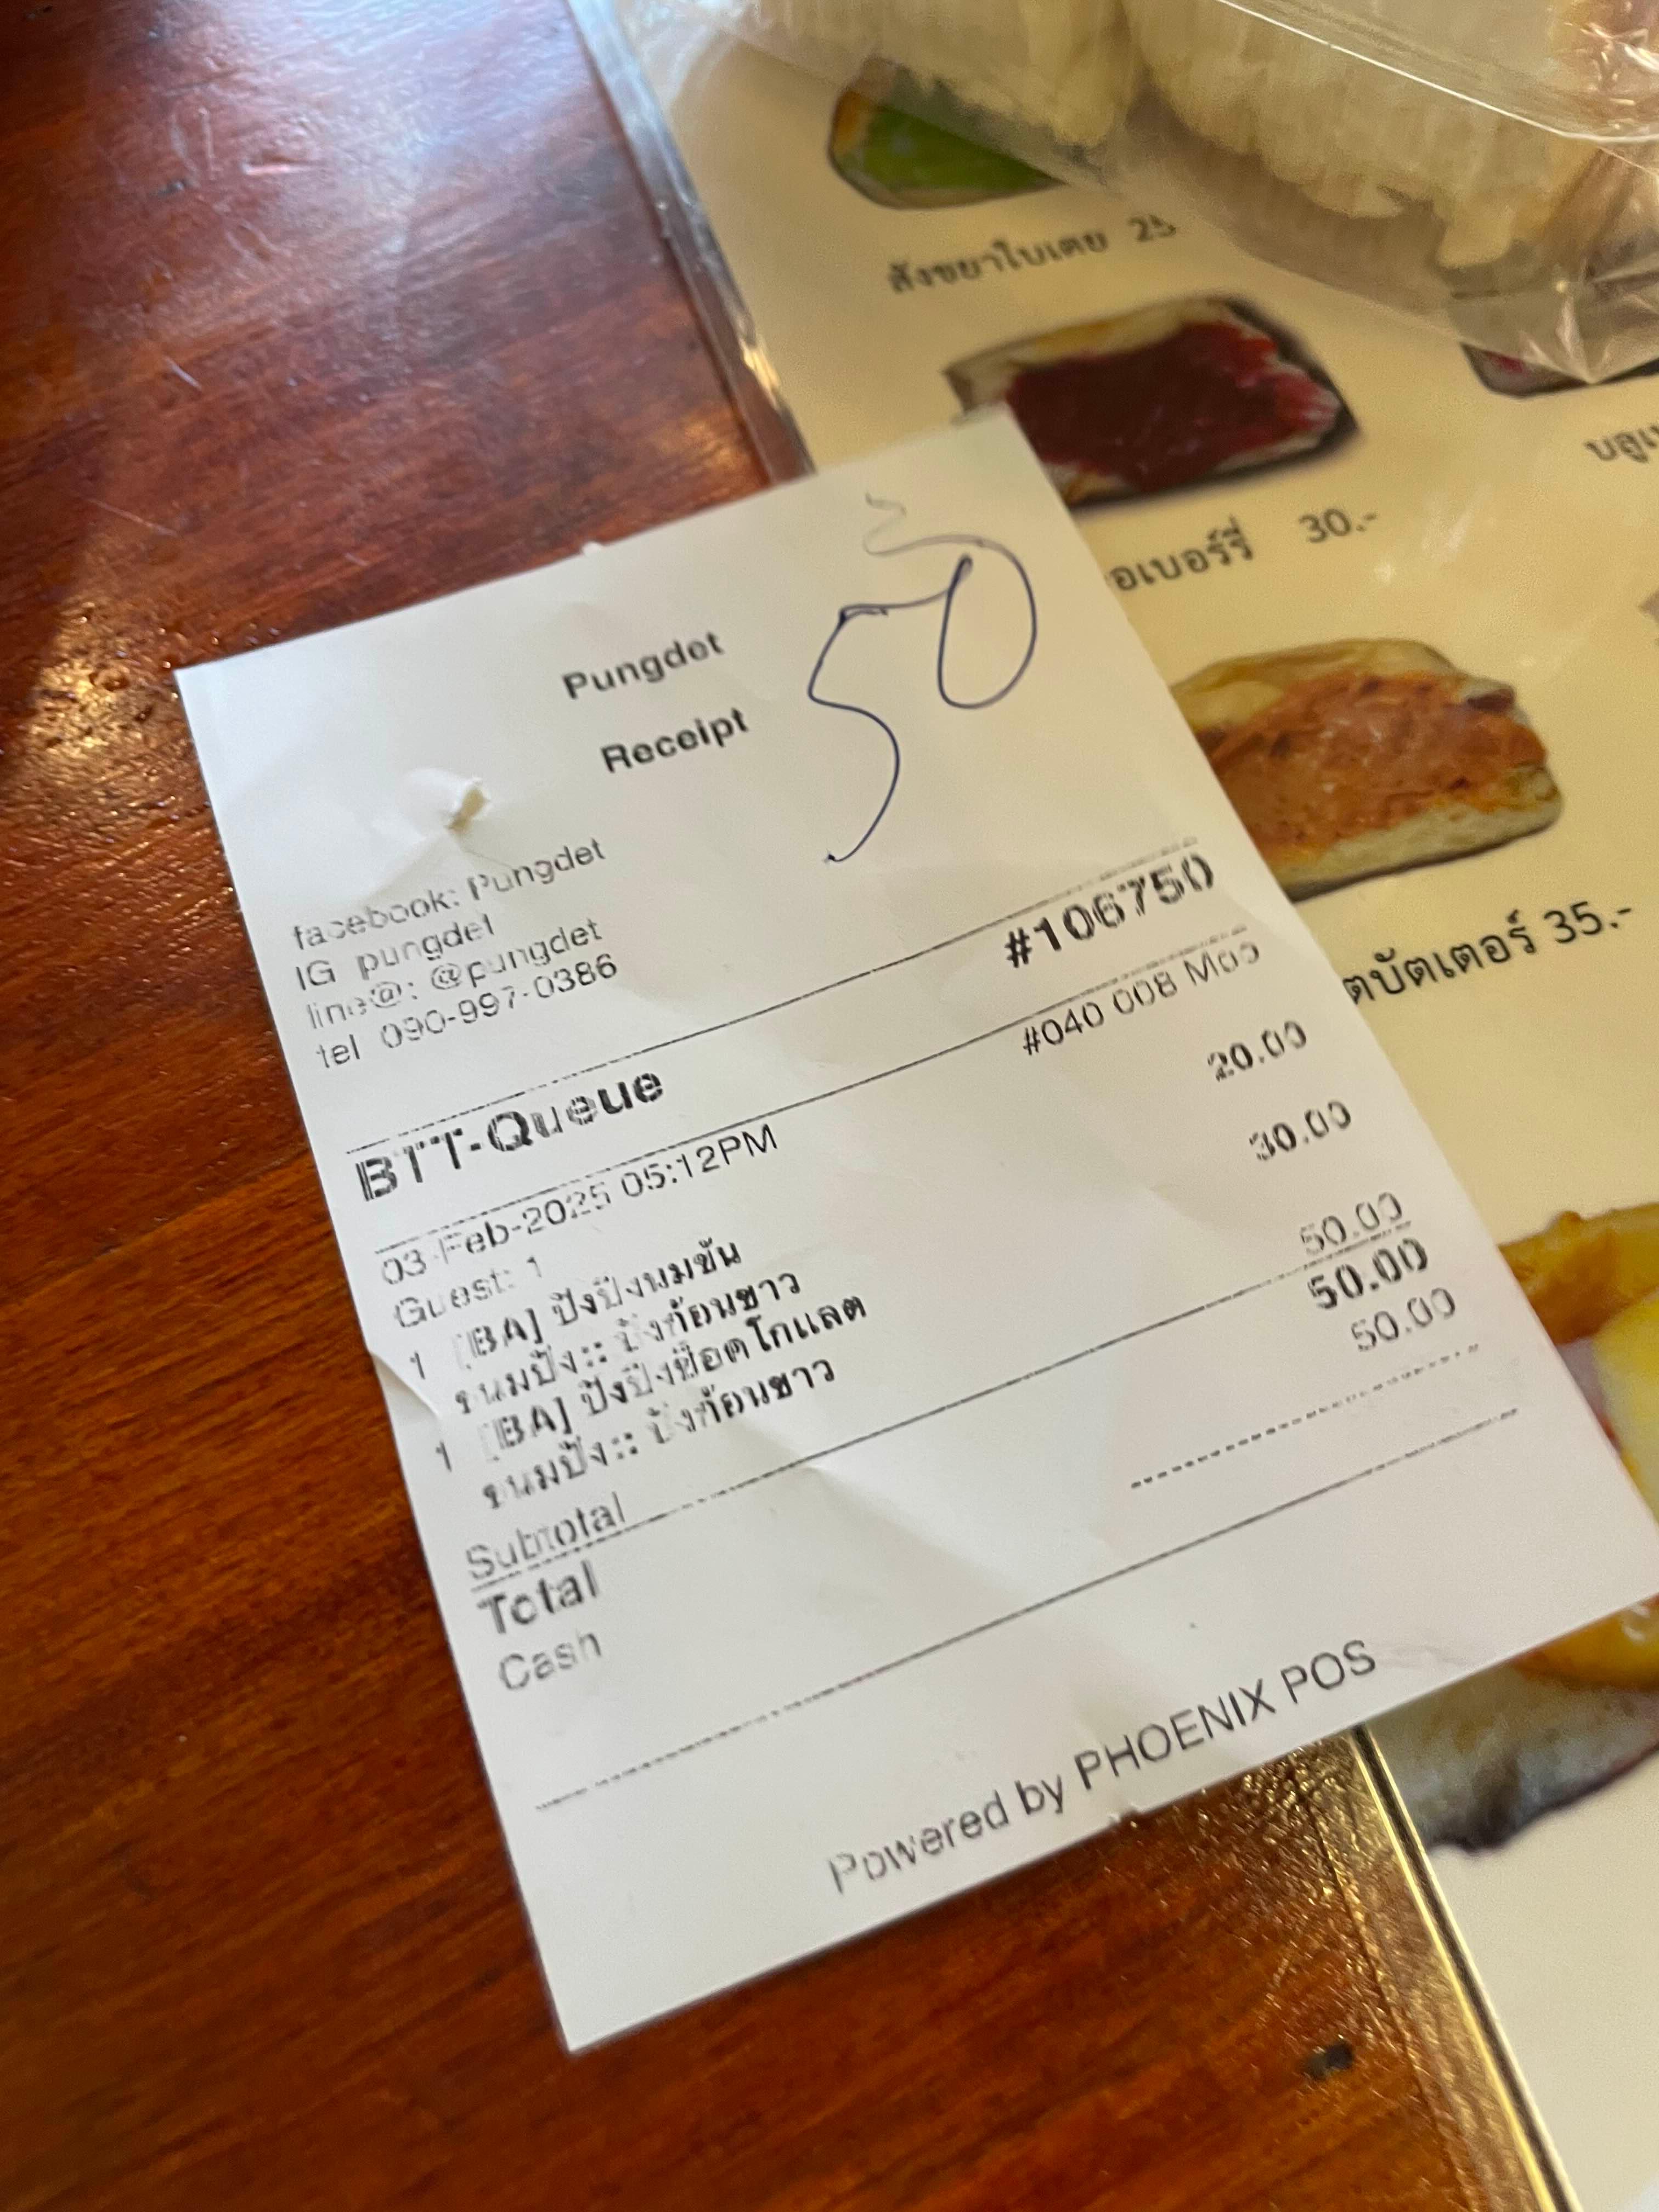 สังขยาใบเตย 25
อเบอร์รี่ 30.-
ตบัตเตอร์ 35.-
50
Pungdet
Receipt
facebook: Pungdet
IG pungdet
line@: @pungdet
tel 090-997-0386
BTT-Queue #106750
03-Feb-2025 05:12PM #040 008
Guest: 1
1 [BA] ปังปิ้งนมข้น 20.00
ขนมปัง:: ปังก้อนขาว
1 [BA] ปังปิ้งช็อคโกแลต 30.00
ขนมปัง:: ปังก้อนขาว
Subtotal 50.00
Total 50.00
Cash 50.00
Powered by PHOENIX POS